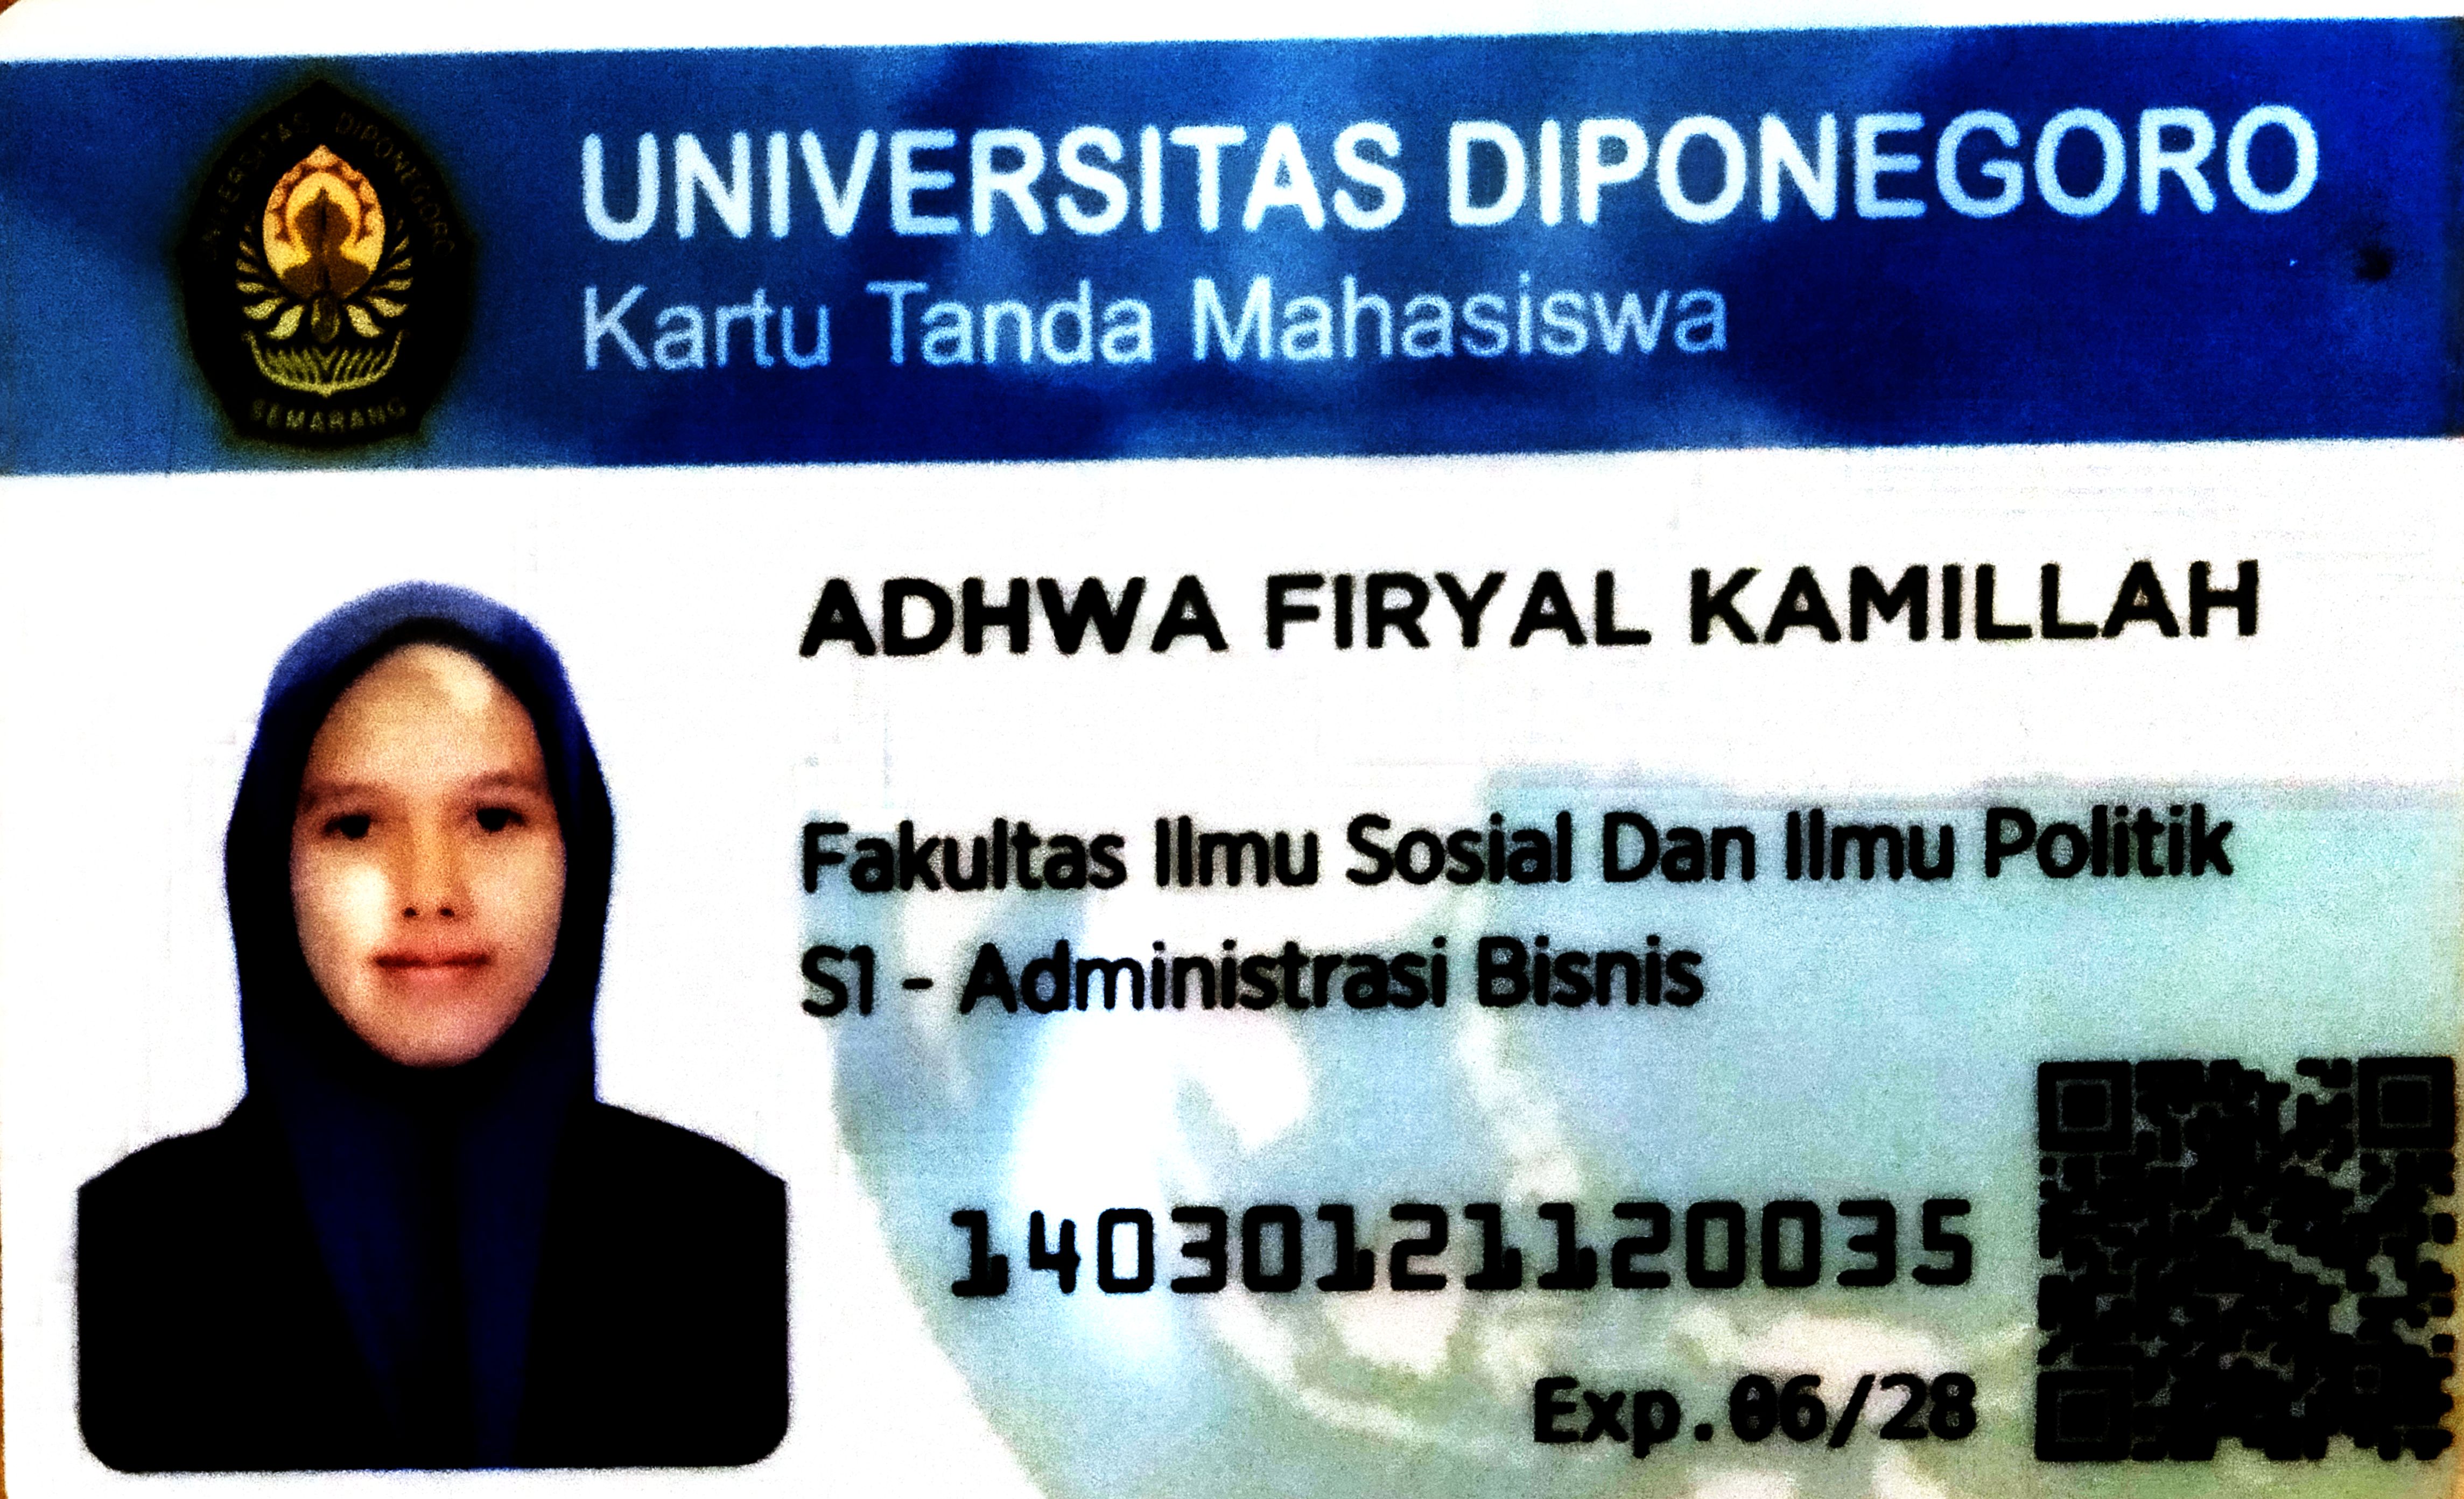 UNIVERSITAS DIPONEGORO
SEMARANG
UNIVERSITAS DIPONEGORO
Kartu Tanda Mahasiswa
ADHWA FIRYAL KAMILLAH
Fakultas Ilmu Sosial Dan Ilmu Politik
S1 - Administrasi Bisnis
14030121120035
Exp.06/28